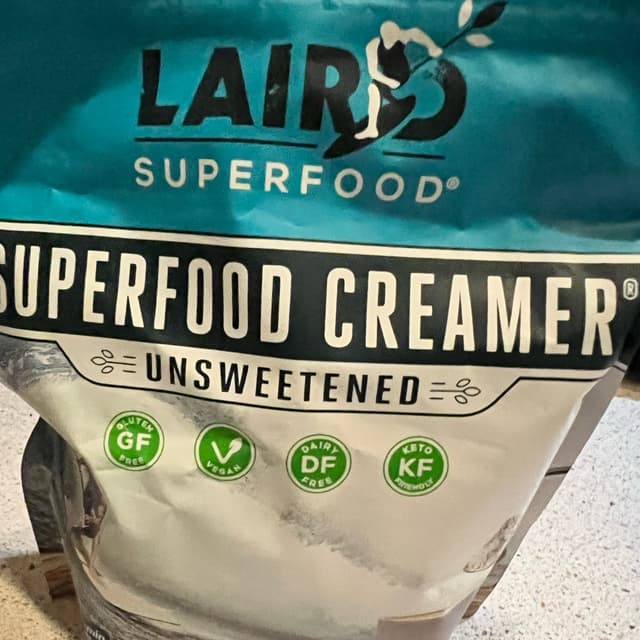 LAIRD
SUPERFOOD®
SUPERFOOD CREAMER®
UNSWEETENED
GLUTEN
GF
FREE
V
VEGAN
DAIRY
DF
FREE
KETO
KF
FRIENDLY